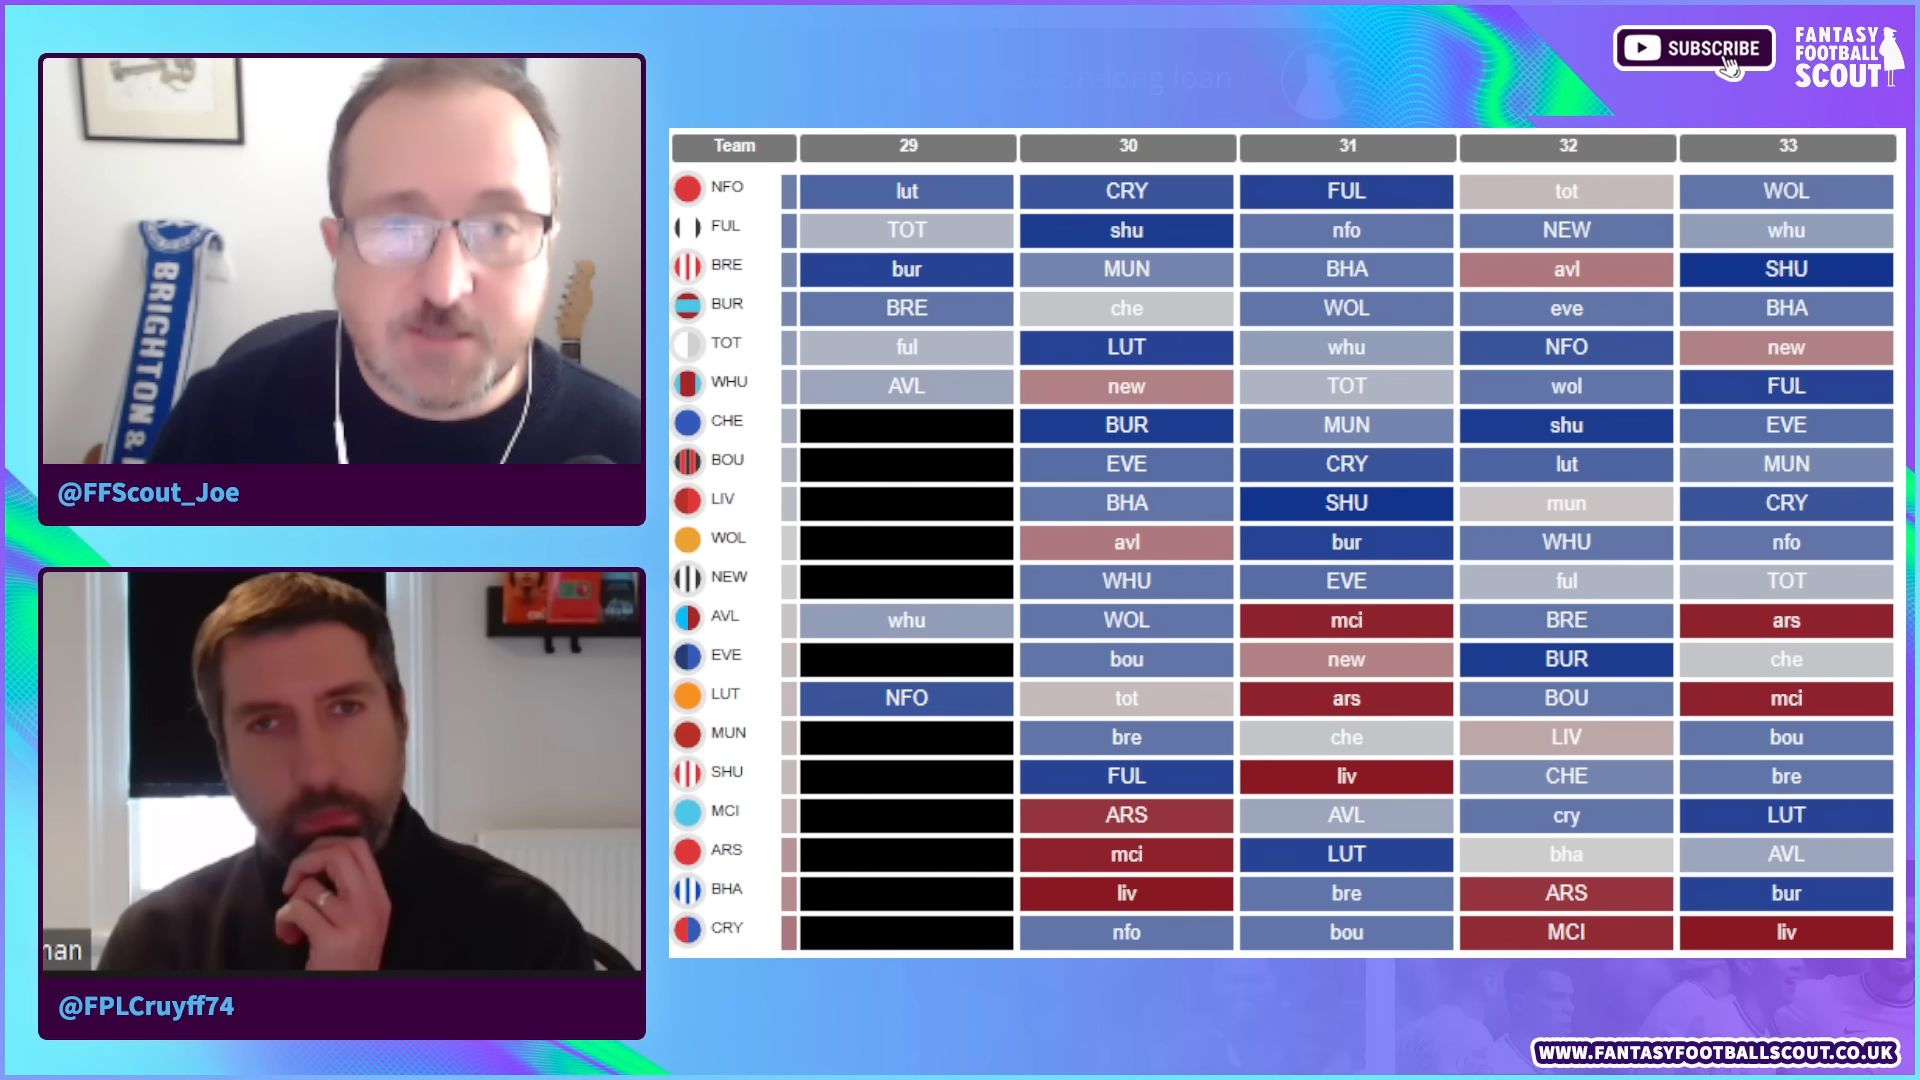 SUBSCRIBE
FANTASY
FOOTBALL
SCOUT
BRIGHTON &
@FFScout_Joe
@FPLCruyff74
Team 29 30 31 32 33
NFO lut CRY FUL tot WOL
FUL TOT shu nfo NEW whu
BRE bur MUN BHA avl SHU
BUR BRE che WOL eve BHA
TOT ful LUT whu NFO new
WHU AVL new TOT wol FUL
CHE BUR MUN shu EVE
BOU EVE CRY lut MUN
LIV BHA SHU mun CRY
WOL avl bur WHU nfo
NEW WHU EVE ful TOT
AVL whu WOL mci BRE ars
EVE bou new BUR che
LUT NFO tot ars BOU mci
MUN bre che LIV bou
SHU FUL liv CHE bre
MCI ARS AVL cry LUT
ARS mci LUT bha AVL
BHA liv bre ARS bur
CRY nfo bou MCI liv
WWW.FANTASYFOOTBALLSCOUT.CO.UK